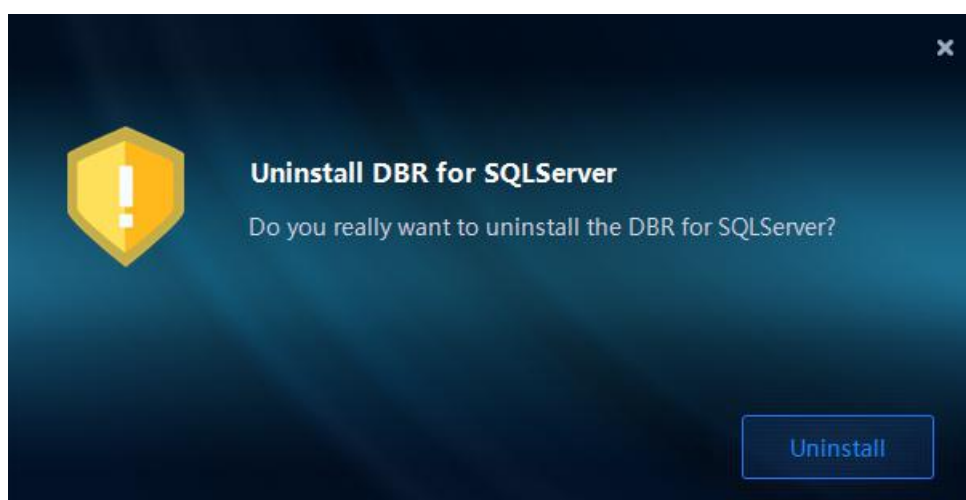 Uninstall DBR for SQLServer
Do you really want to uninstall the DBR for SQLServer?
Uninstall